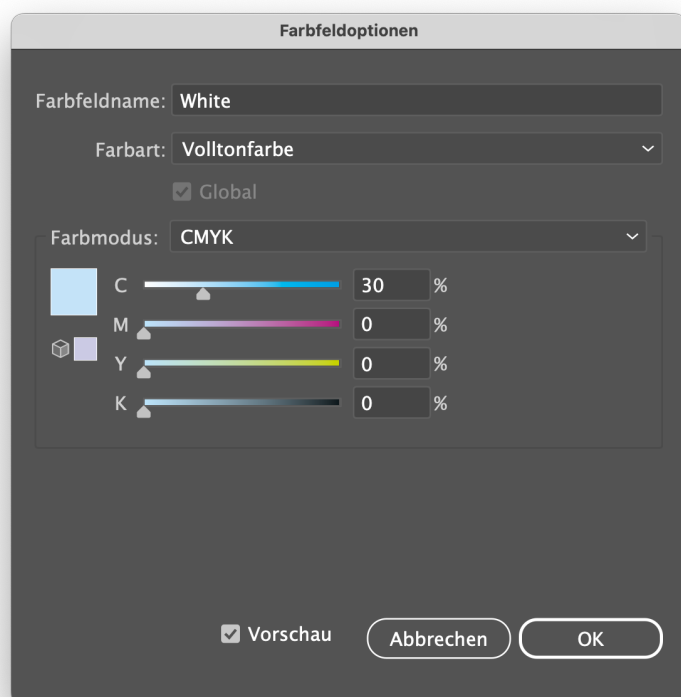 Farbfeldoptionen
Farbfeldname: White
Farbart: Volltonfarbe
Global
Farbmodus: CMYK
C 30 %
M 0 %
Y 0 %
K 0 %
Vorschau Abbrechen OK